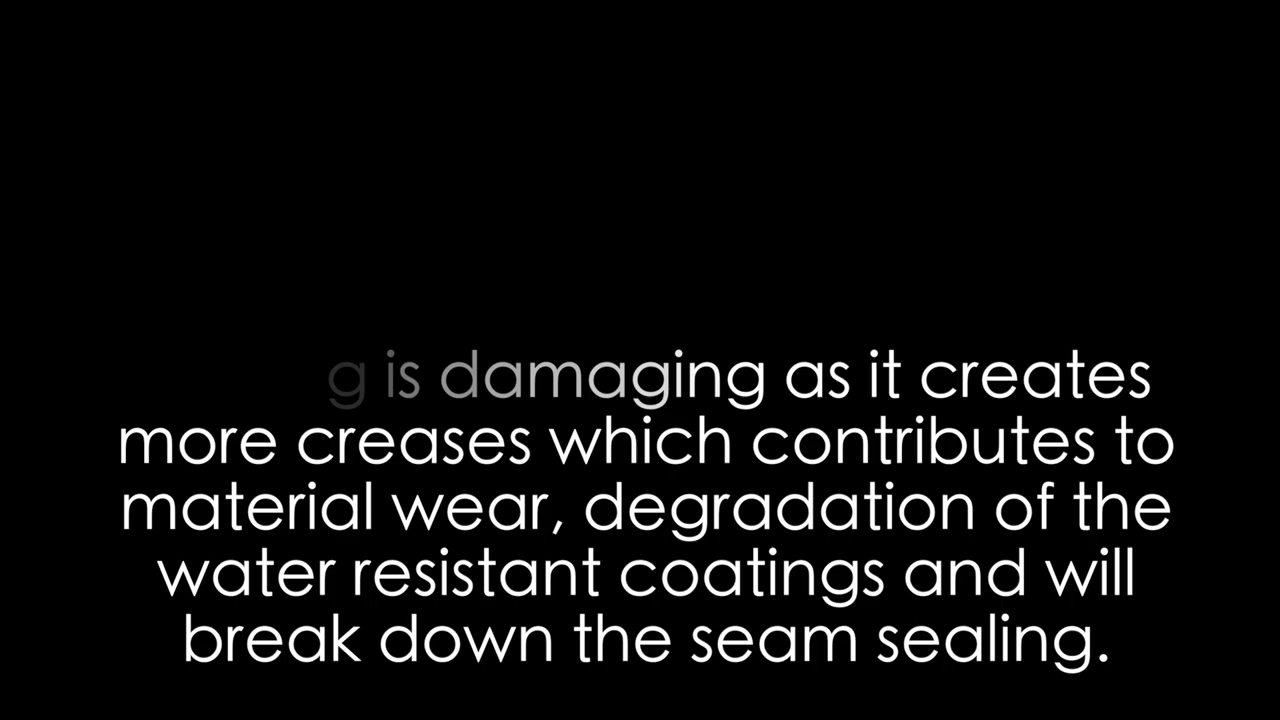 g is damaging as it creates
more creases which contributes to
material wear, degradation of the
water resistant coatings and will
break down the seam sealing.